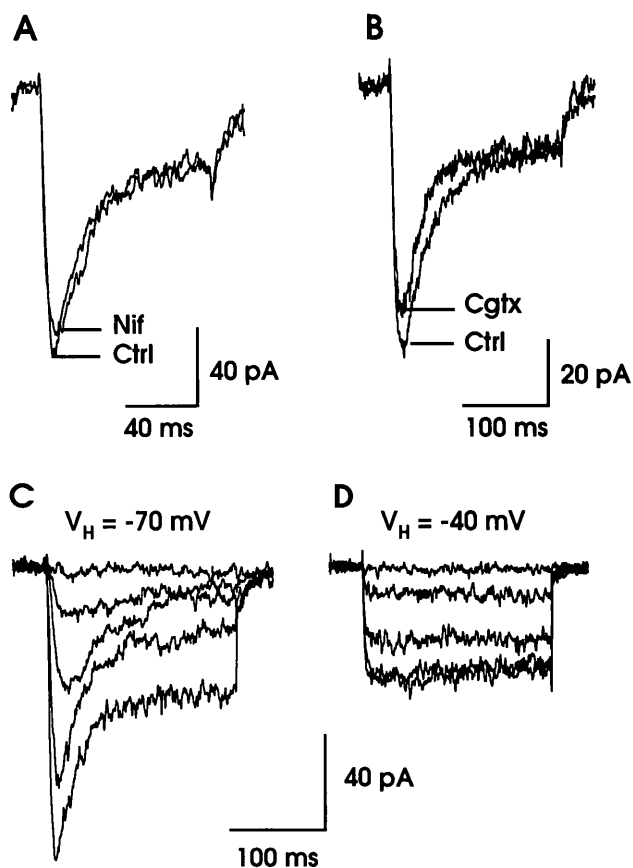 A
B
Nif
Ctrl
40 pA
40 ms
Cgtx
Ctrl
20 pA
100 ms
C
D
V_H = -70 mV
V_H = -40 mV
40 pA
100 ms